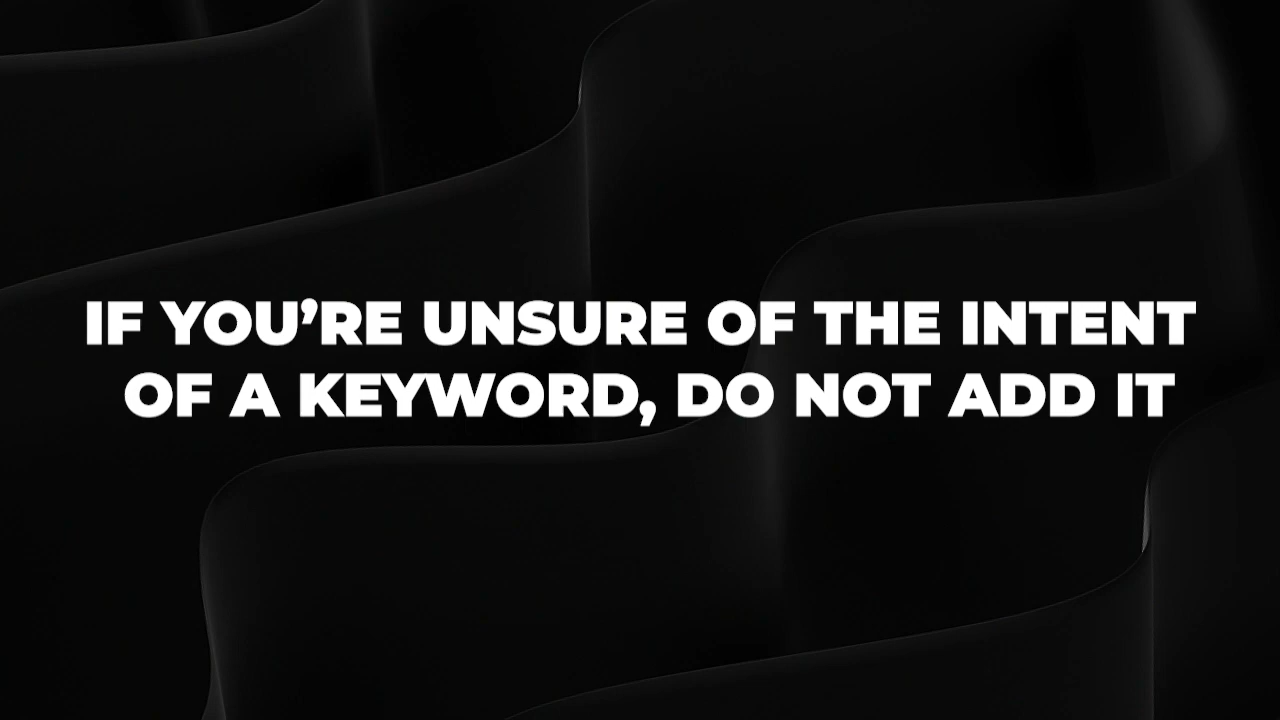 IF YOU’RE UNSURE OF THE INTENT
OF A KEYWORD, DO NOT ADD IT